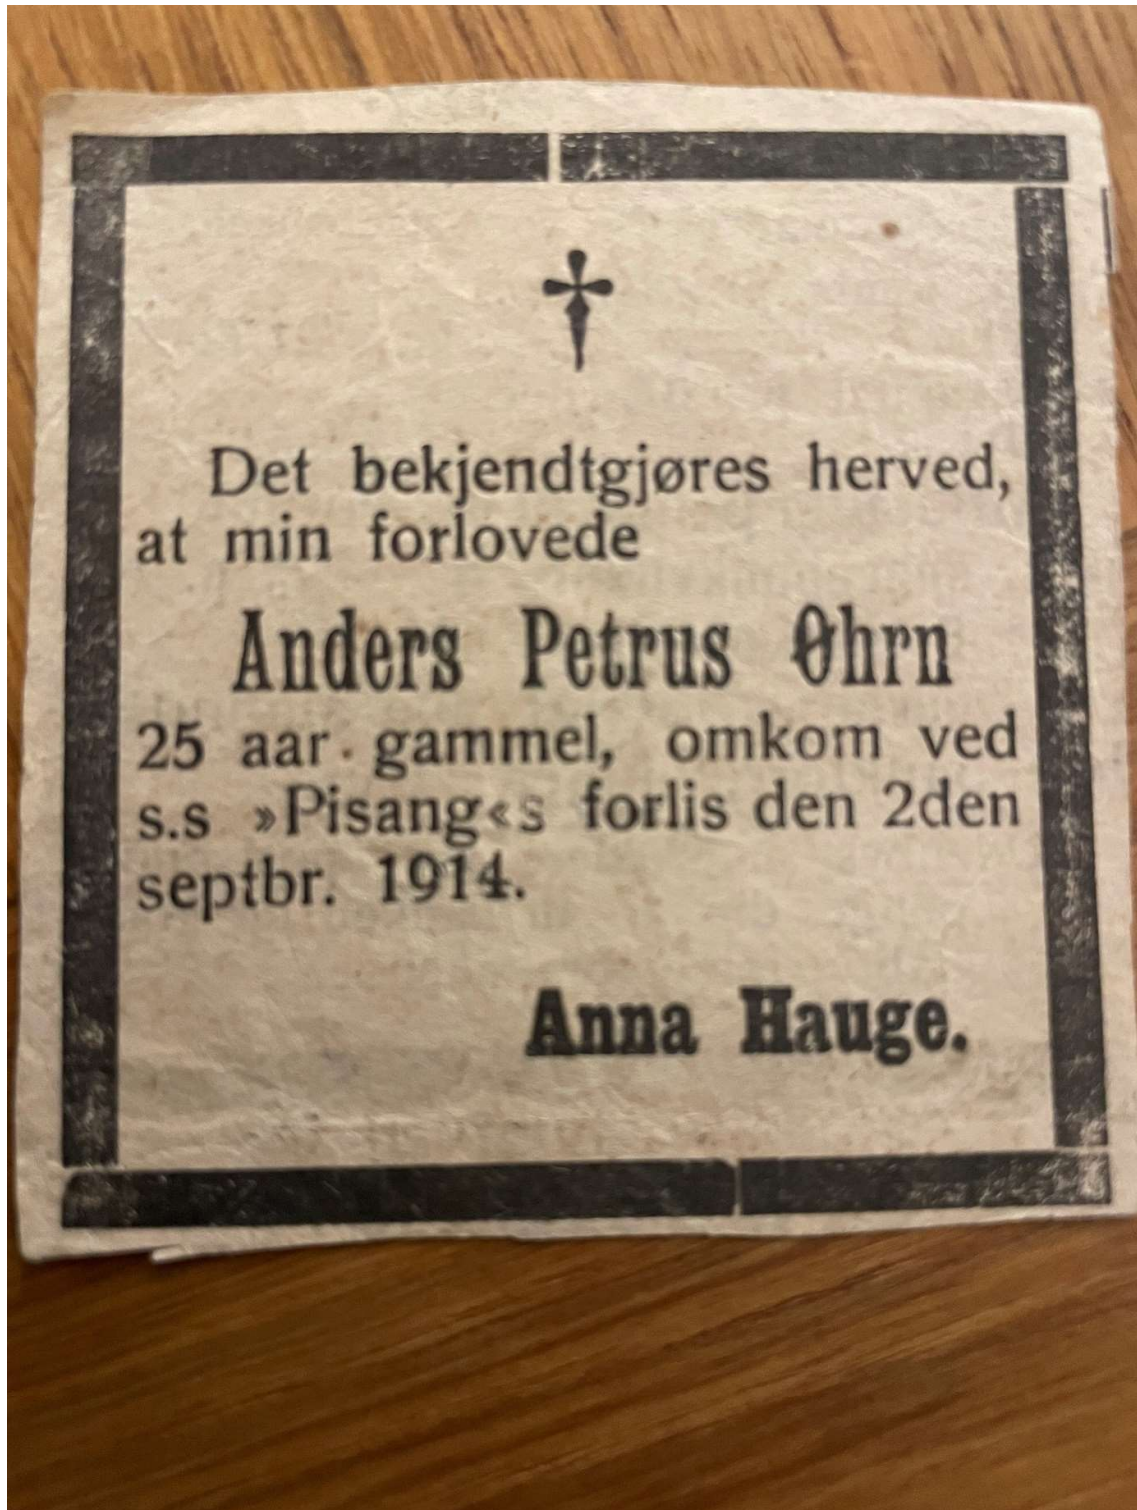 †
Det bekjendtgjøres herved,
at min forlovede
Anders Petrus Øhrn
25 aar gammel, omkom ved
s.s »Pisang«s forlis den 2den
septbr. 1914.
Anna Hauge.